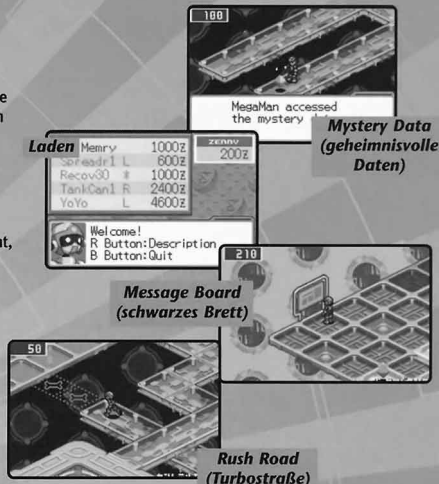 180
MegaMan accessed
the mystery
Mystery Data
(geheimnisvolle
Daten)
Laden
Memry 1000Z
Spreadr1 L 600Z
Recov30 * 1000Z
TankCan1 R 2400Z
YoYo L 4600Z
ZENNY
200Z
Welcome!
R Button:Description
B Button:Quit
Message Board
(schwarzes Brett)
210
50
Rush Road
(Turbostraße)